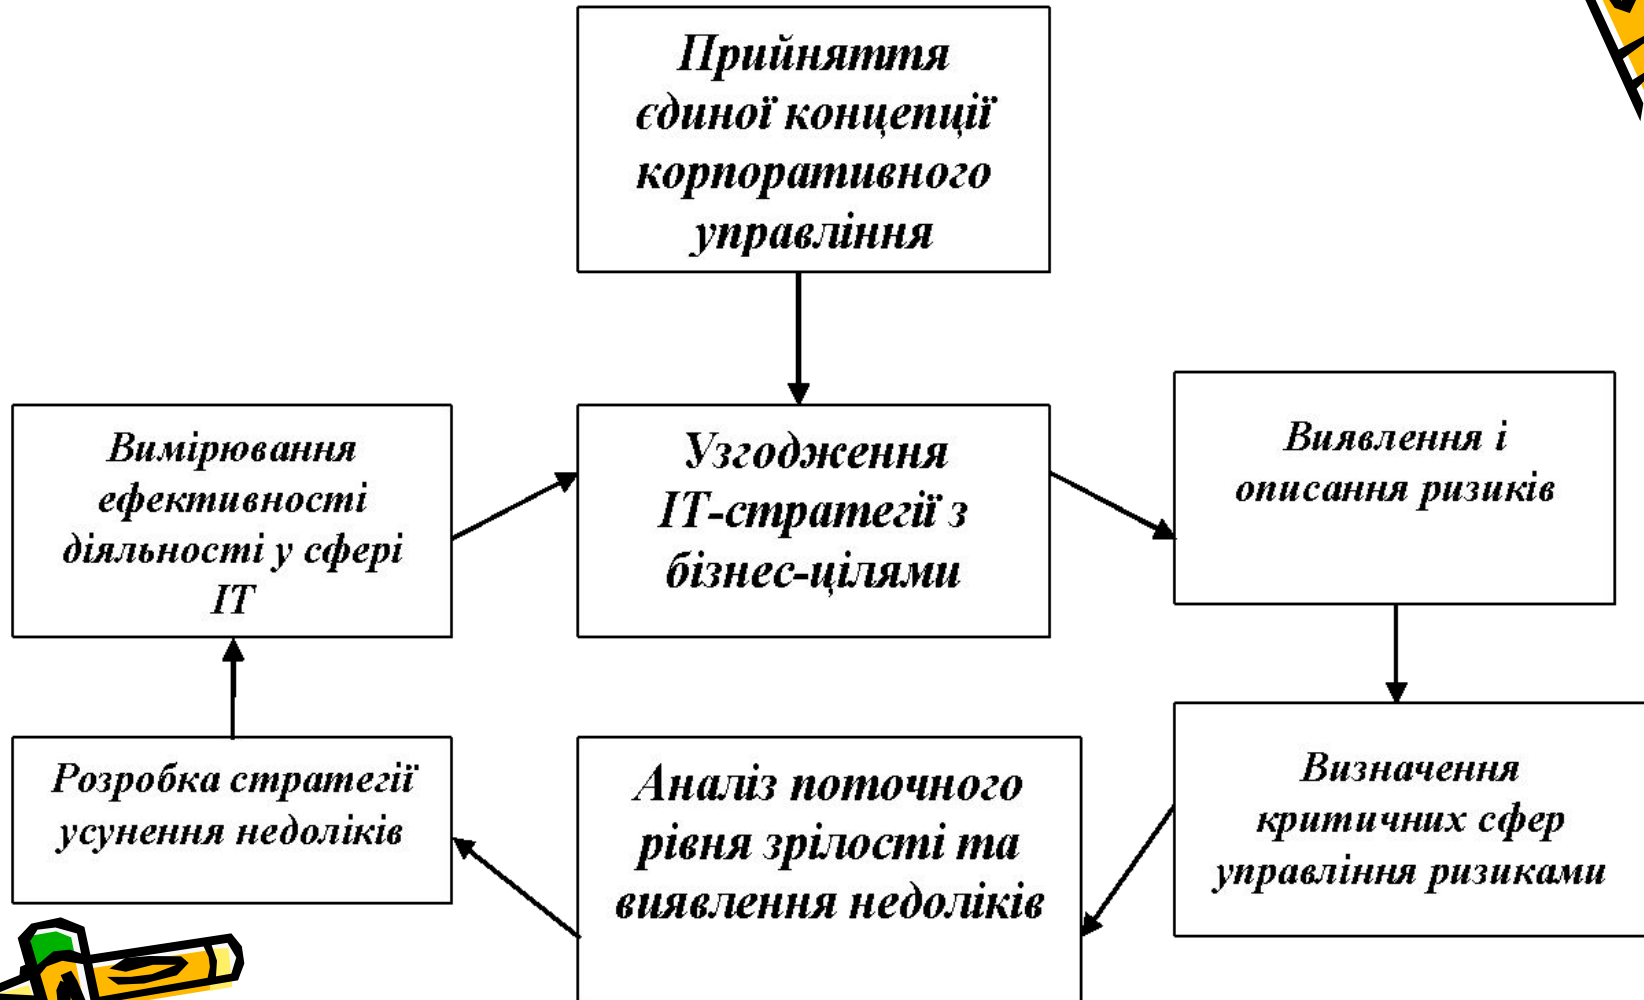 Прийняття
єдиної концепції
корпоративного
управління
Вимірювання
ефективності
діяльності у сфері
ІТ
Узгодження
ІТ-стратегії з
бізнес-цілями
Виявлення і
описання ризиків
Розробка стратегії
усунення недоліків
Аналіз поточного
рівня зрілості та
виявлення недоліків
Визначення
критичних сфер
управління ризиками